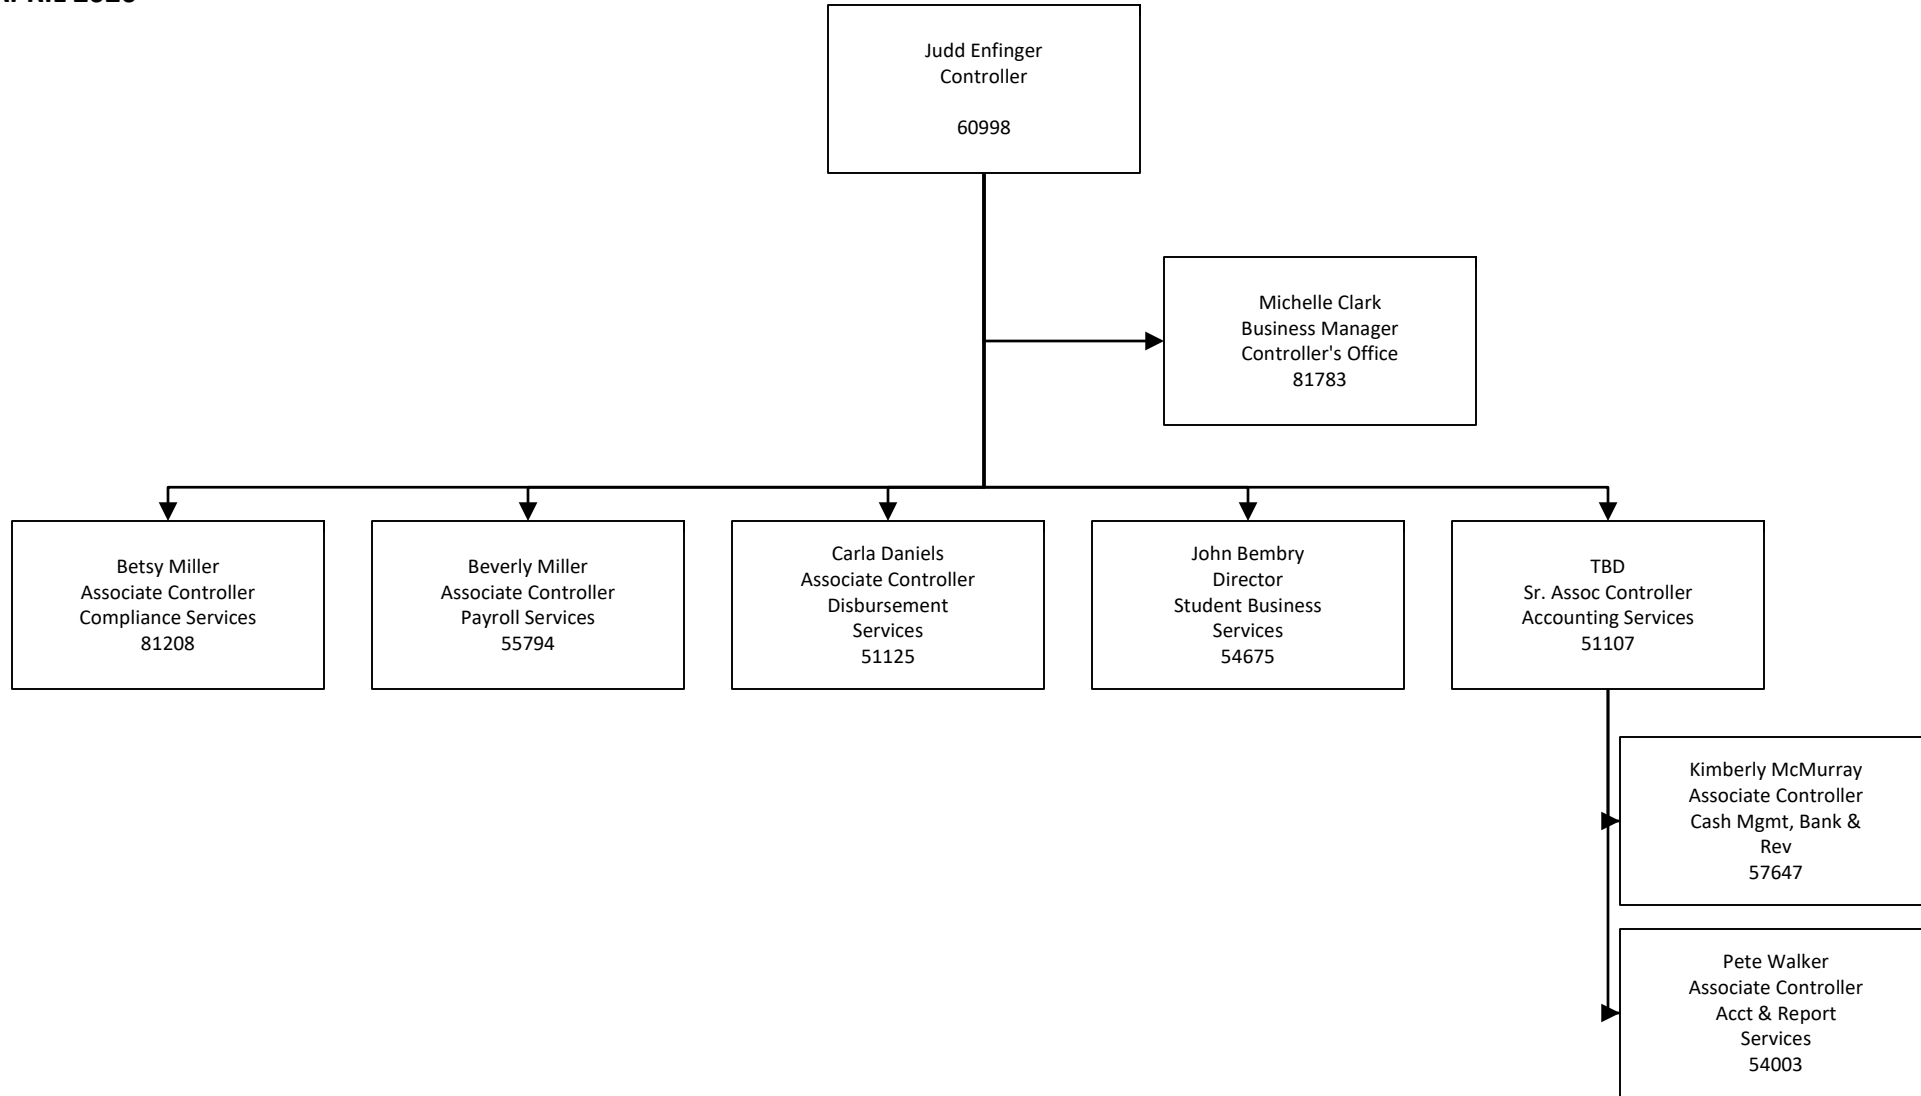 Judd Enfinger
Controller
60998
Michelle Clark
Business Manager
Controller's Office
81783
Betsy Miller
Associate Controller
Compliance Services
81208
Beverly Miller
Associate Controller
Payroll Services
55794
Carla Daniels
Associate Controller
Disbursement
Services
51125
John Bembry
Director
Student Business
Services
54675
TBD
Sr. Assoc Controller
Accounting Services
51107
Kimberly McMurray
Associate Controller
Cash Mgmt, Bank &
Rev
57647
Pete Walker
Associate Controller
Acct & Report
Services
54003